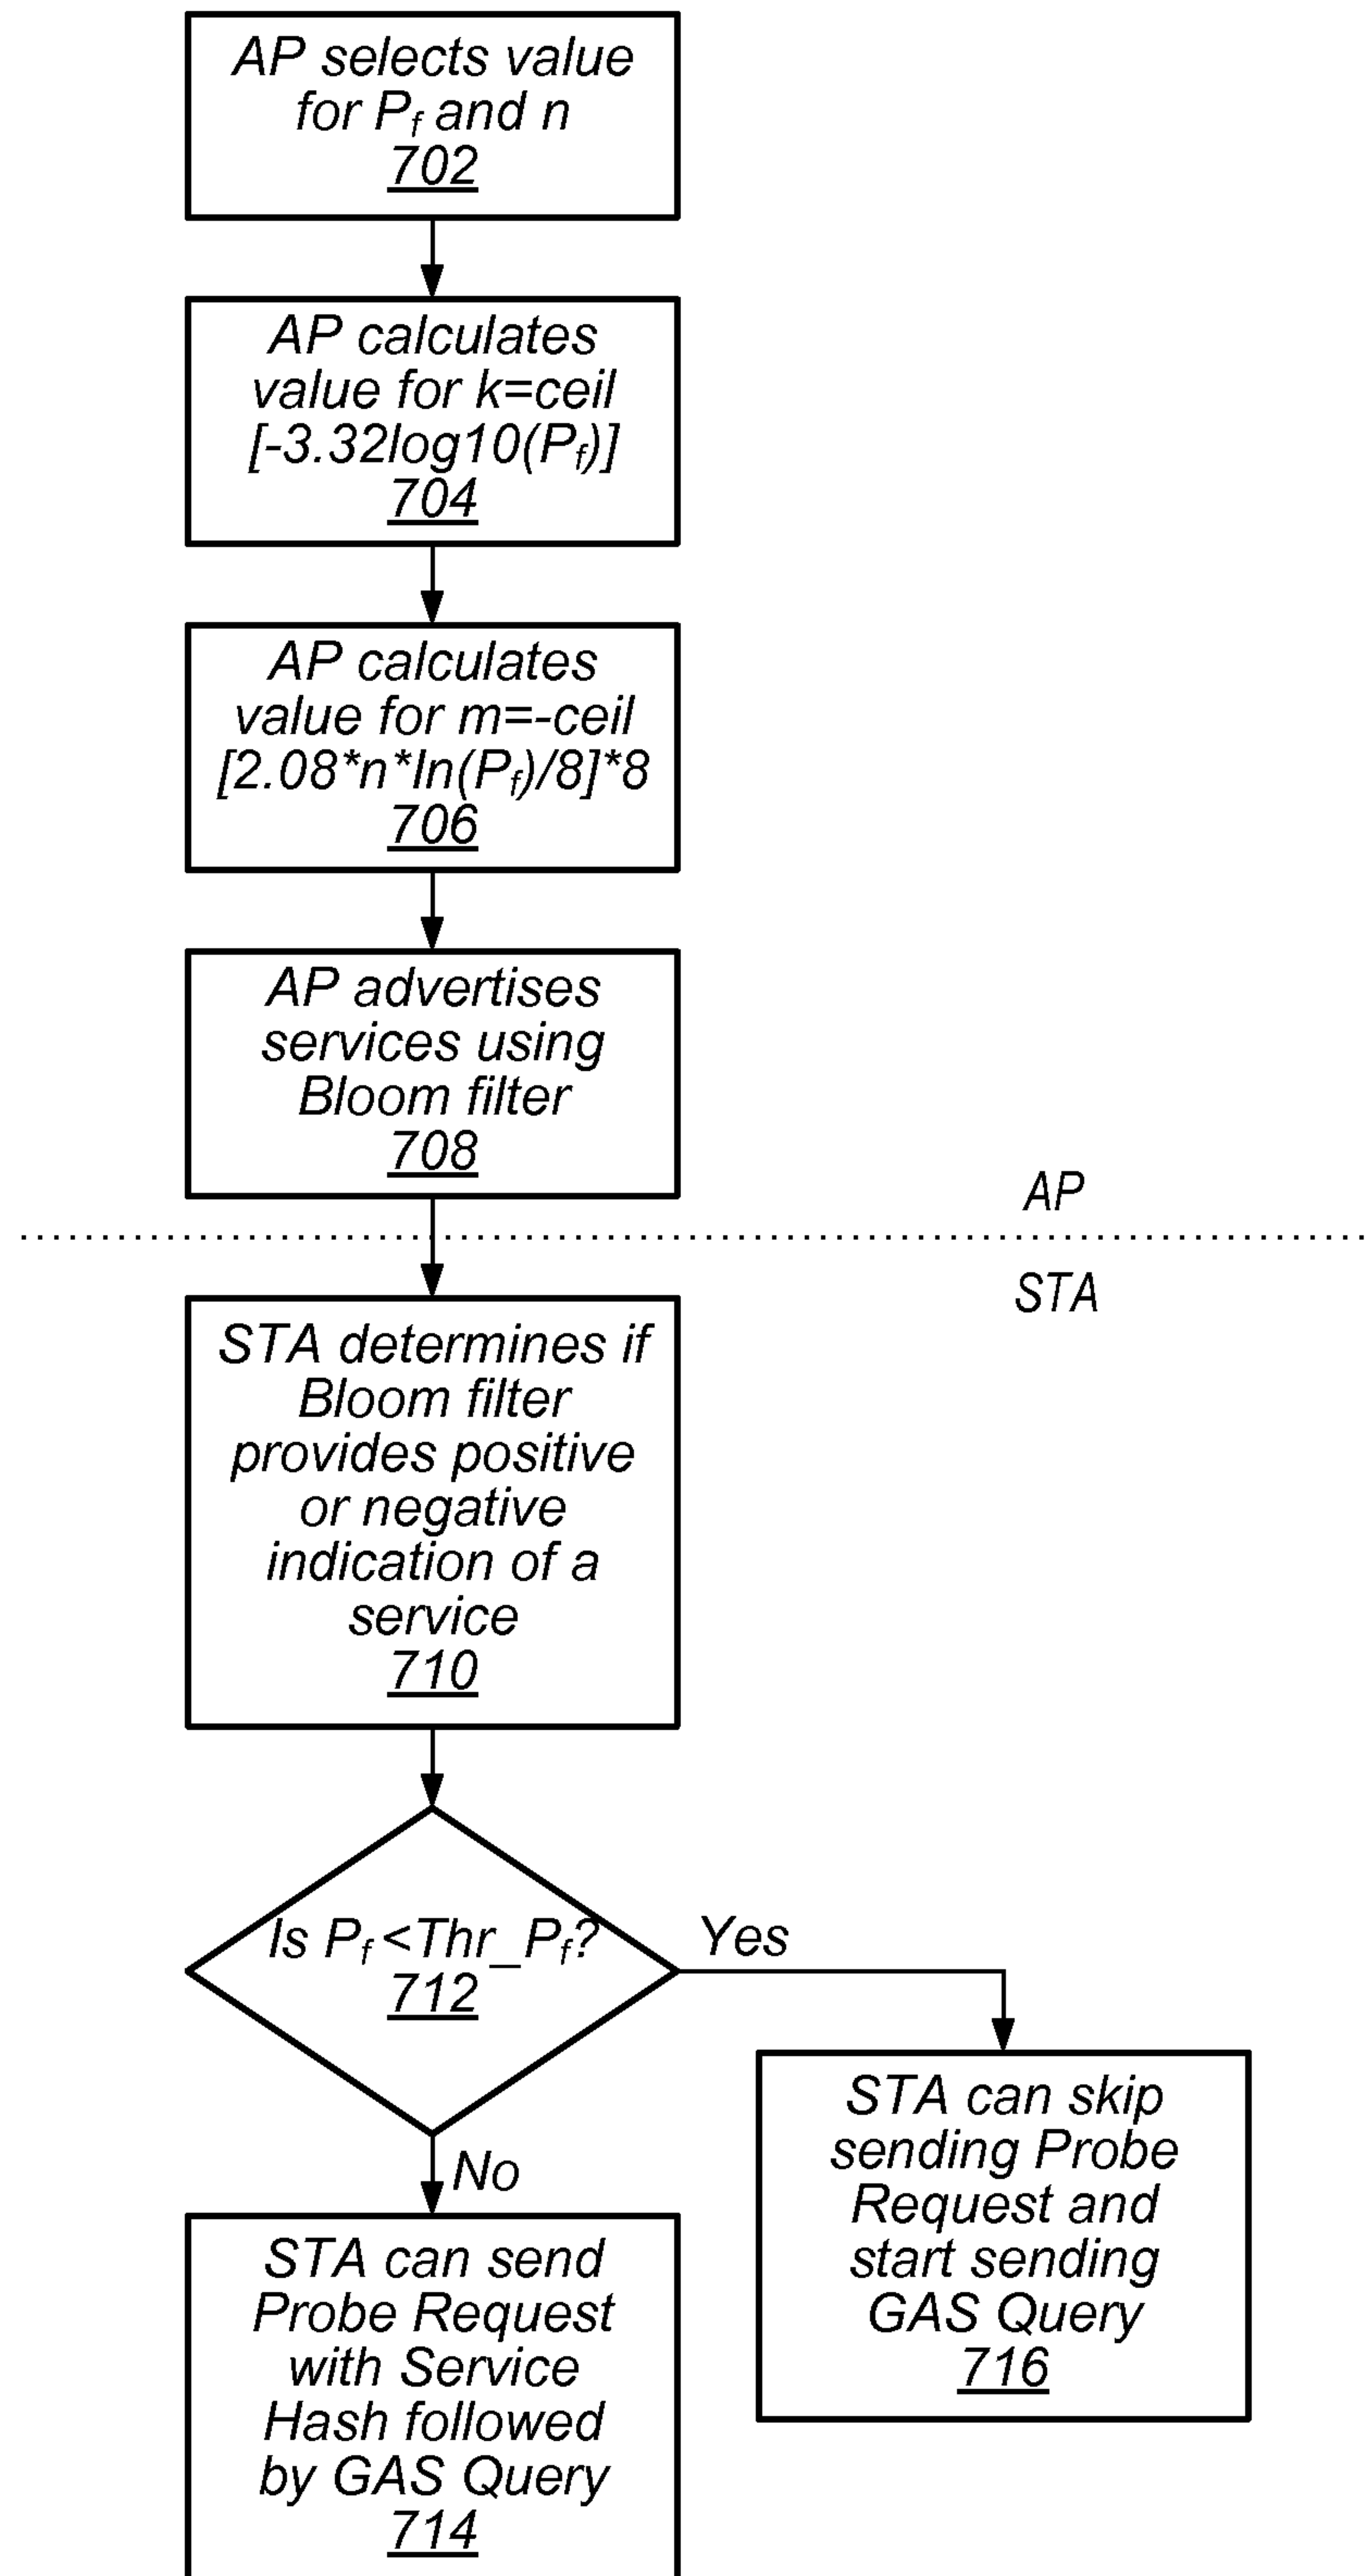 AP selects value
for Pf and n
702
AP calculates
value for k=ceil
[-3.32log10(Pf)]
704
AP calculates
value for m=-ceil
[2.08*n*ln(Pf)/8]*8
706
AP advertises
services using
Bloom filter
708
AP
STA
STA determines if
Bloom filter
provides positive
or negative
indication of a
service
710
Is Pf <Thr_Pf?
712
Yes
No
STA can skip
sending Probe
Request and
start sending
GAS Query
716
STA can send
Probe Request
with Service
Hash followed
by GAS Query
714